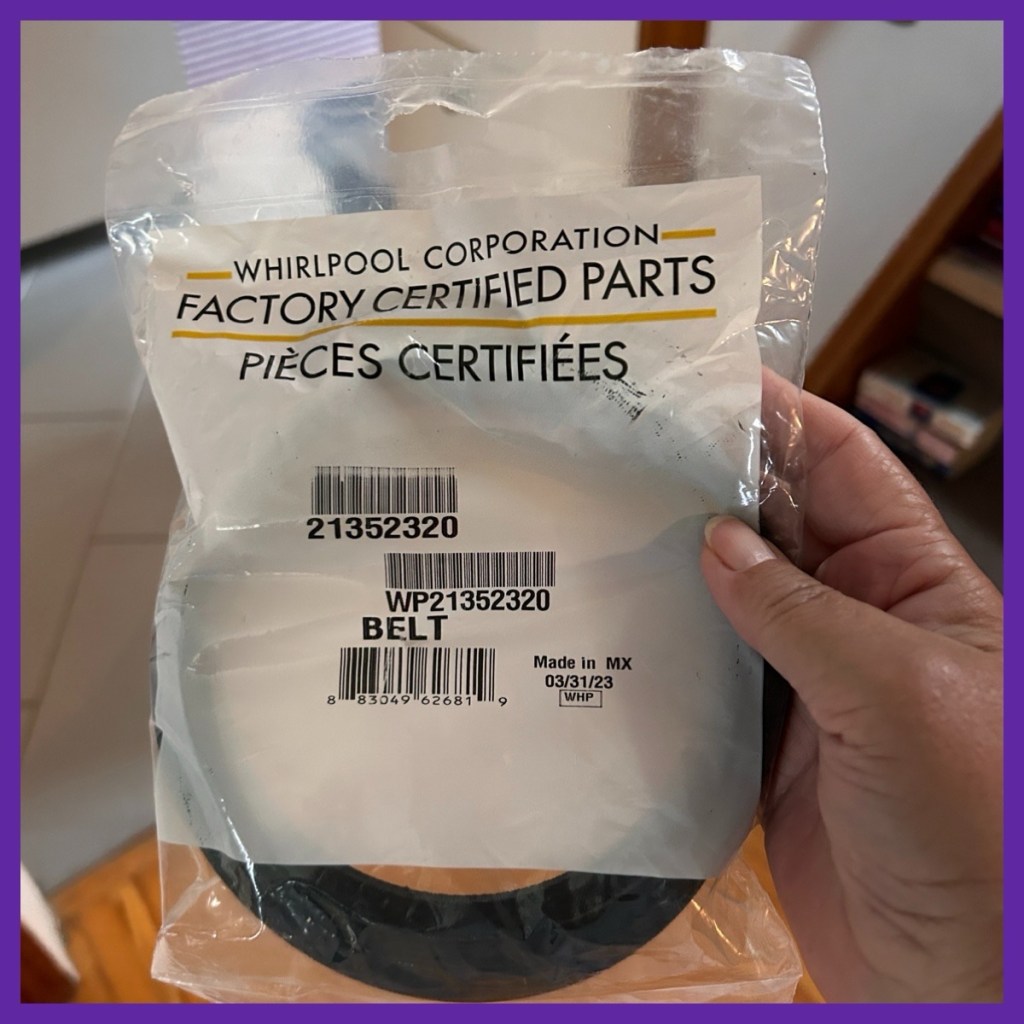 WHIRLPOOL CORPORATION
FACTORY CERTIFIED PARTS
PIÈCES CERTIFIÉES
21352320
WP21352320
BELT
Made in MX
03/31/23
WHP
8 83049 62681 9